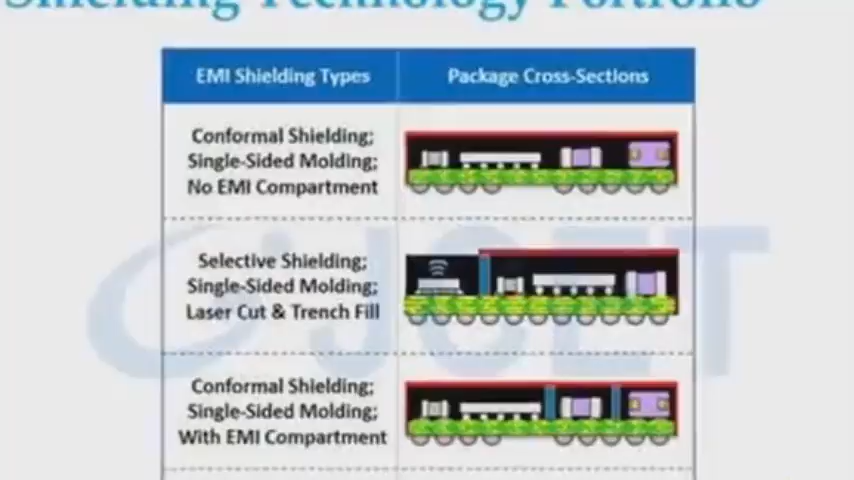 Shielding Technology Portfolio
EMI Shielding Types
Package Cross-Sections
Conformal Shielding;
Single-Sided Molding;
No EMI Compartment
Selective Shielding;
Single-Sided Molding;
Laser Cut & Trench Fill
Conformal Shielding;
Single-Sided Molding;
With EMI Compartment
JCET